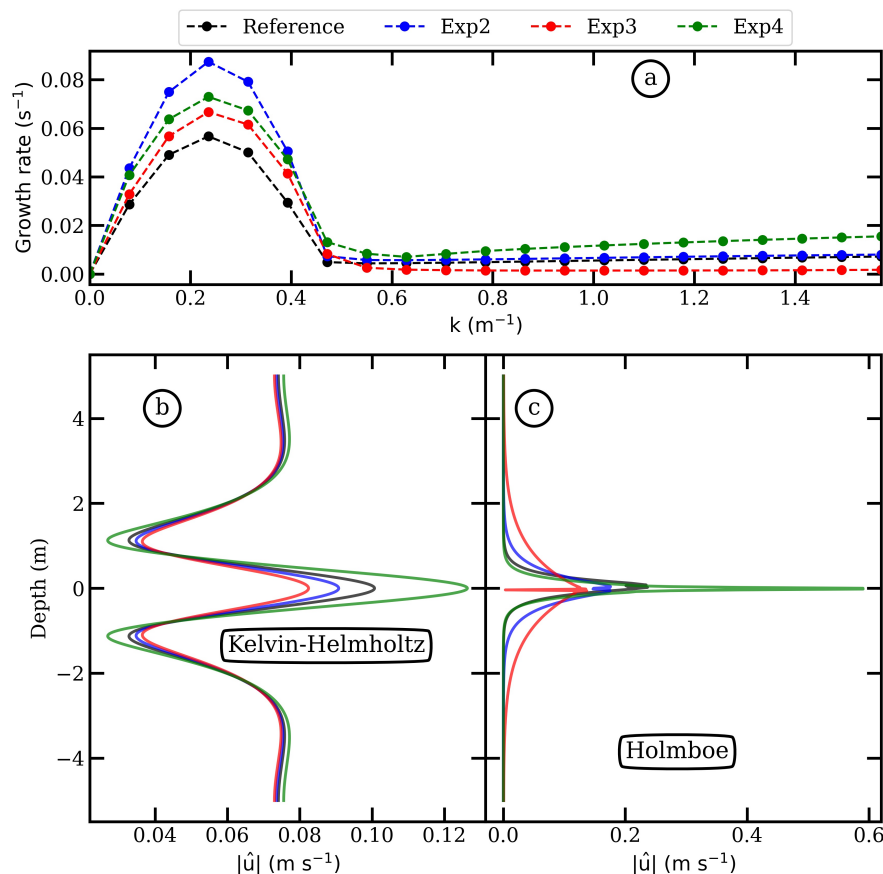 Reference Exp2 Exp3 Exp4
a
Growth rate (s⁻¹)
0.08
0.06
0.04
0.02
0.00
0.0 0.2 0.4 0.6 0.8 1.0 1.2 1.4
k (m⁻¹)
b
Depth (m)
4
2
0
−2
−4
Kelvin-Helmholtz
0.04 0.06 0.08 0.10 0.12
|û| (m s⁻¹)
c
Holmboe
0.0 0.2 0.4 0.6
|û| (m s⁻¹)